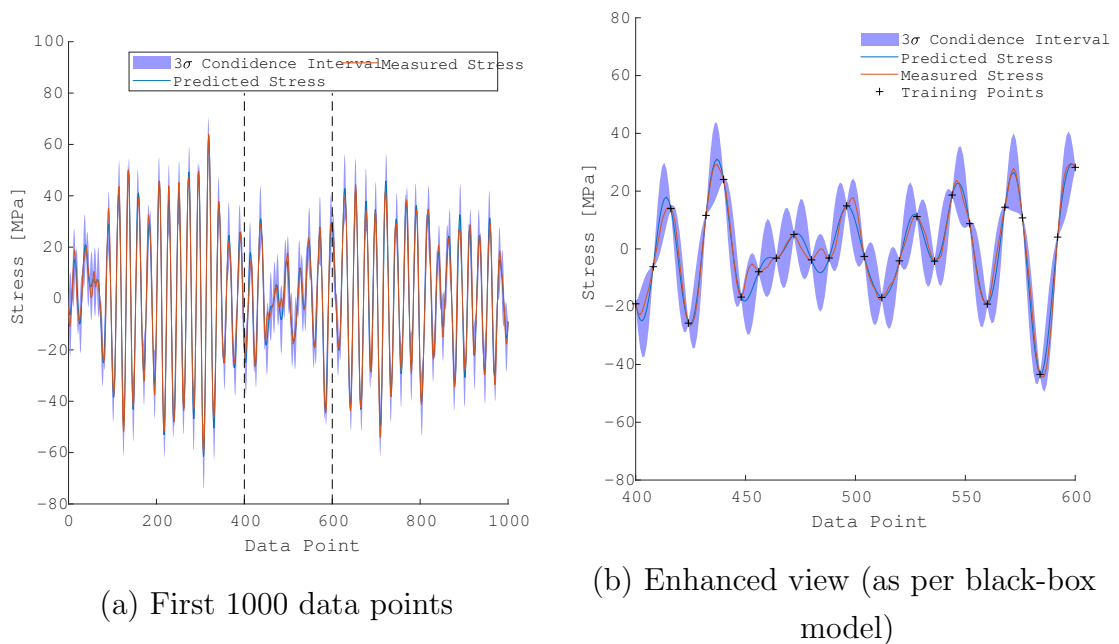 100
80
60
40
20
0
-20
-40
-60
-80
Stress [MPa]
3σ Condidence Interval
Measured Stress
Predicted Stress
0 200 400 600 800 1000
Data Point
(a) First 1000 data points
80
60
40
20
0
-20
-40
-60
-80
Stress [MPa]
3σ Condidence Interval
Predicted Stress
Measured Stress
Training Points
400 450 500 550 600
Data Point
(b) Enhanced view (as per black-box
model)